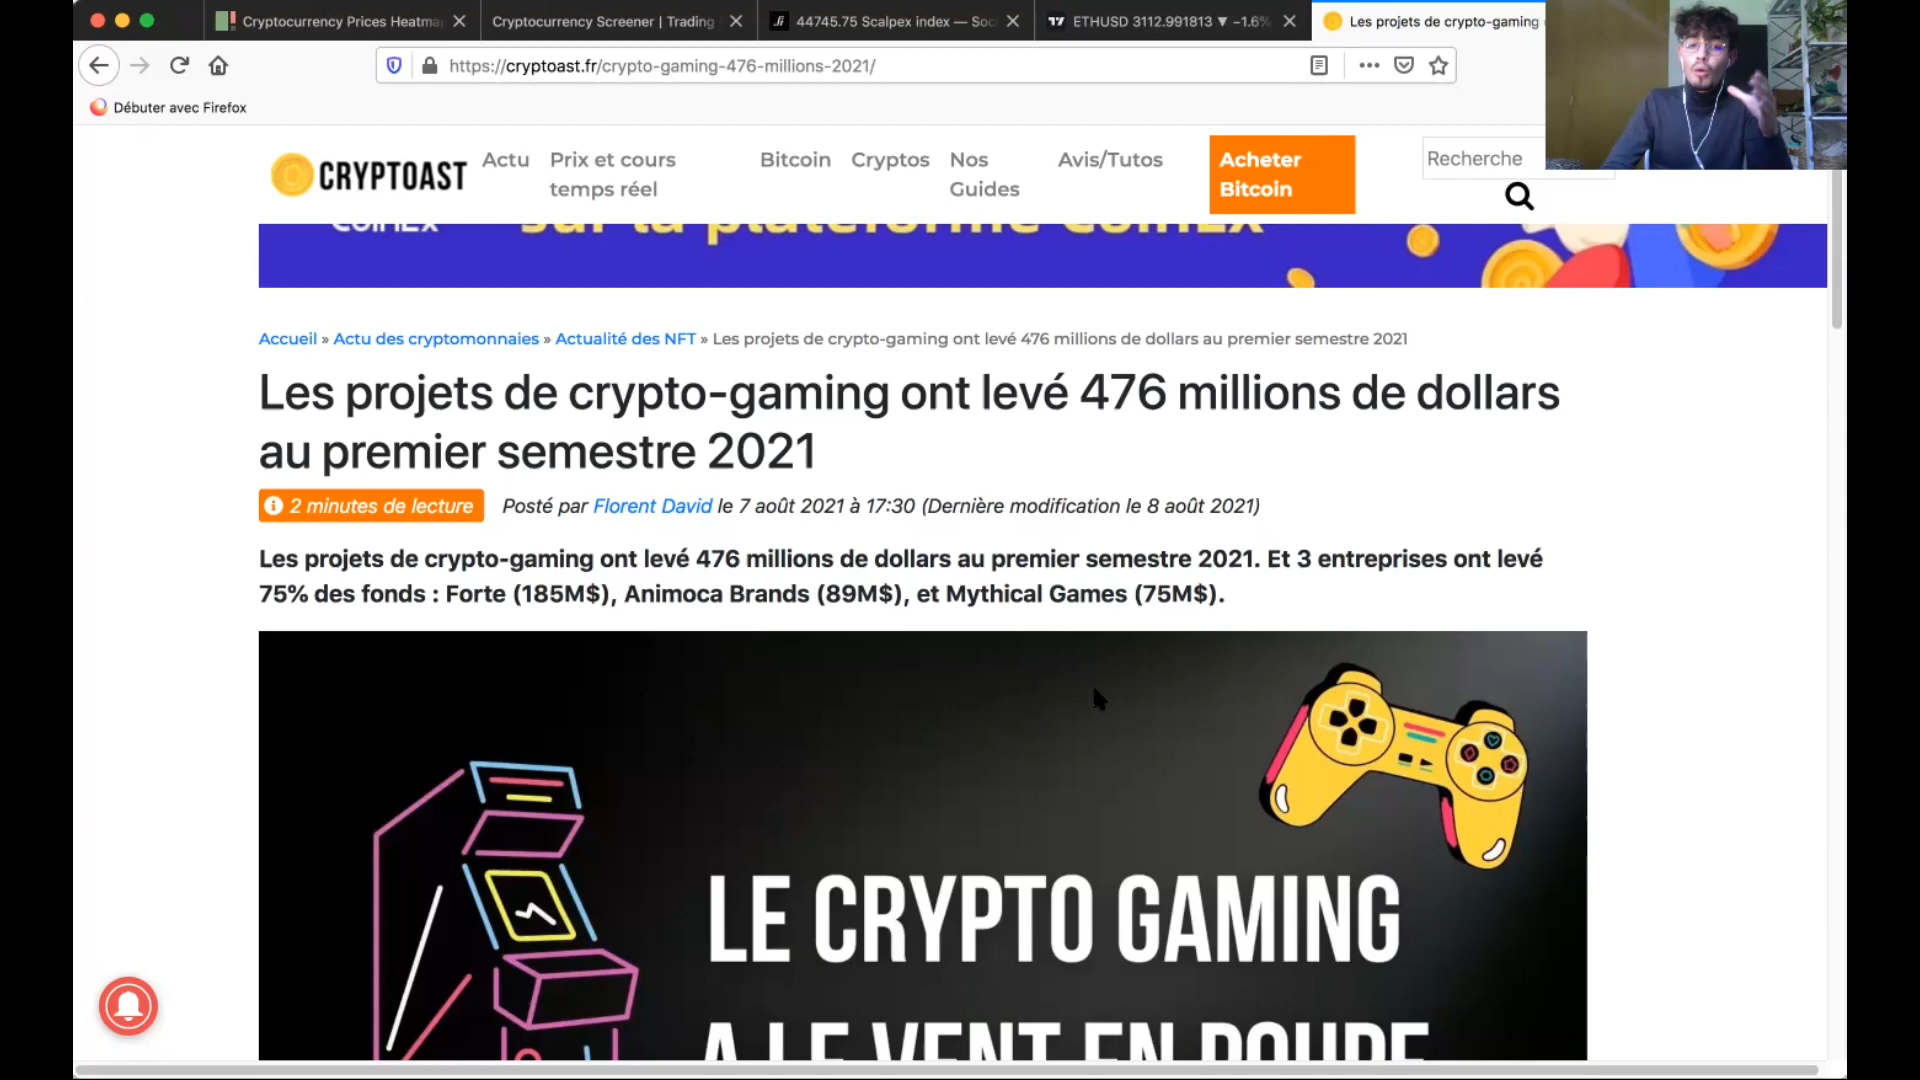 Cryptocurrency Prices Heatma
Cryptocurrency Screener | Trading
44745.75 Scalpex index — Soc
ETHUSD 3112.991813 ▼ −1.6%
Les projets de crypto-gaming
https://cryptoast.fr/crypto-gaming-476-millions-2021/
Débuter avec Firefox
CRYPTOAST
Actu
Prix et cours temps réel
Bitcoin
Cryptos
Nos Guides
Avis/Tutos
Acheter Bitcoin
Recherche
CoinEx
sur la plateforme CoinEx
Accueil » Actu des cryptomonnaies » Actualité des NFT » Les projets de crypto-gaming ont levé 476 millions de dollars au premier semestre 2021
Les projets de crypto-gaming ont levé 476 millions de dollars
au premier semestre 2021
2 minutes de lecture
Posté par Florent David le 7 août 2021 à 17:30 (Dernière modification le 8 août 2021)
Les projets de crypto-gaming ont levé 476 millions de dollars au premier semestre 2021. Et 3 entreprises ont levé
75% des fonds : Forte (185M$), Animoca Brands (89M$), et Mythical Games (75M$).
LE CRYPTO GAMING
A LE VENT EN POUPE